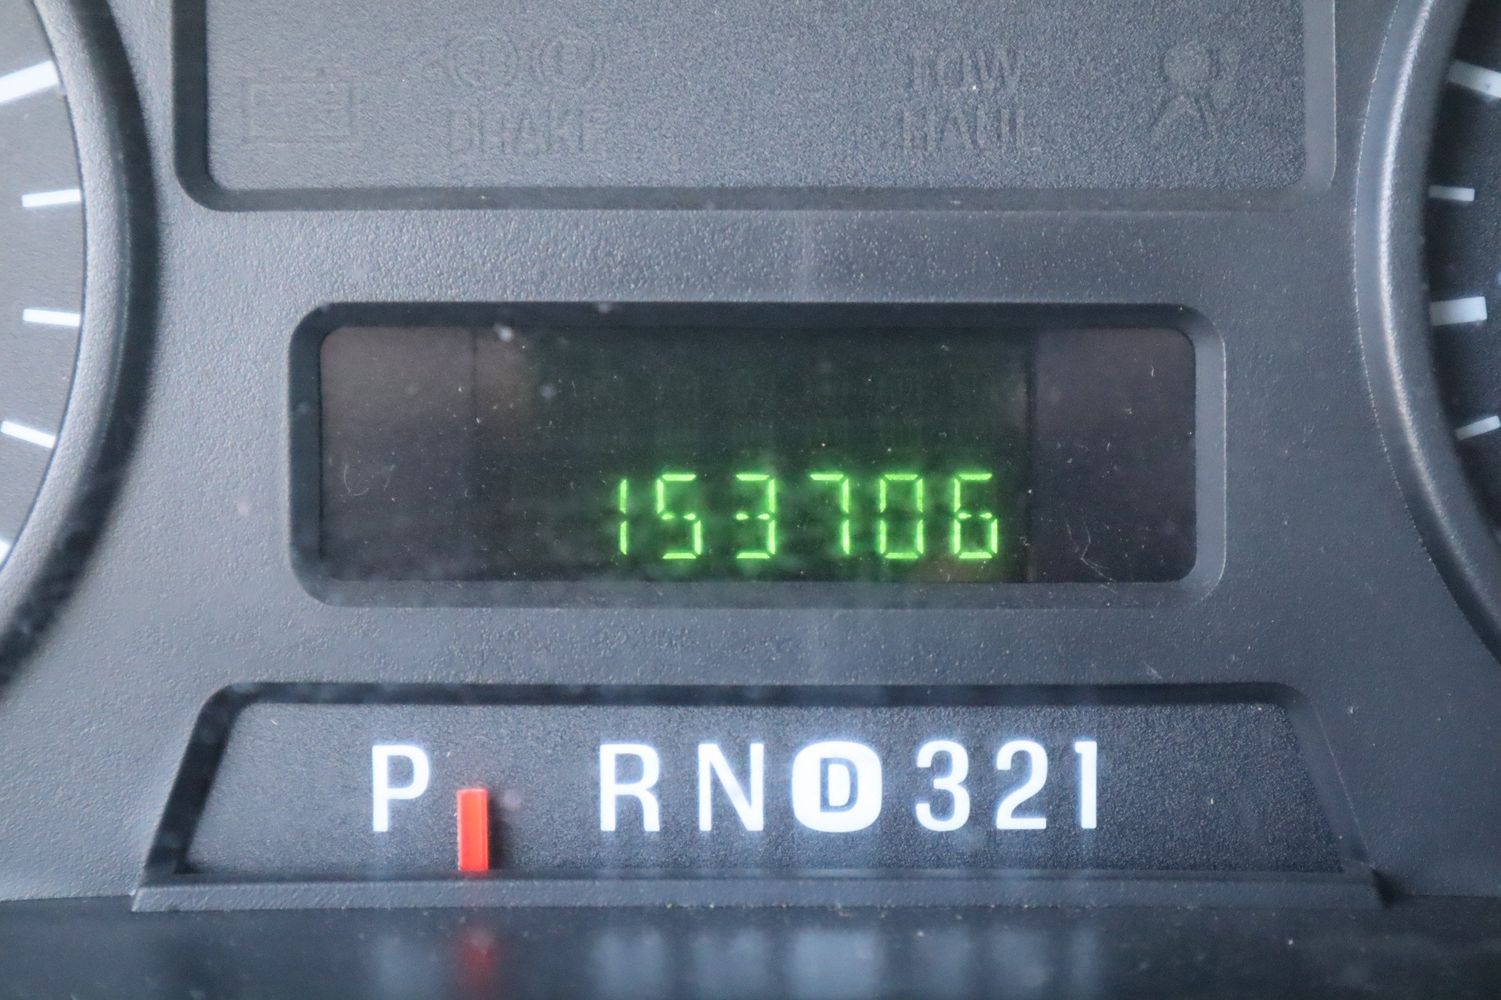 BRAKE
TOW
HAUL
153706
P RND321